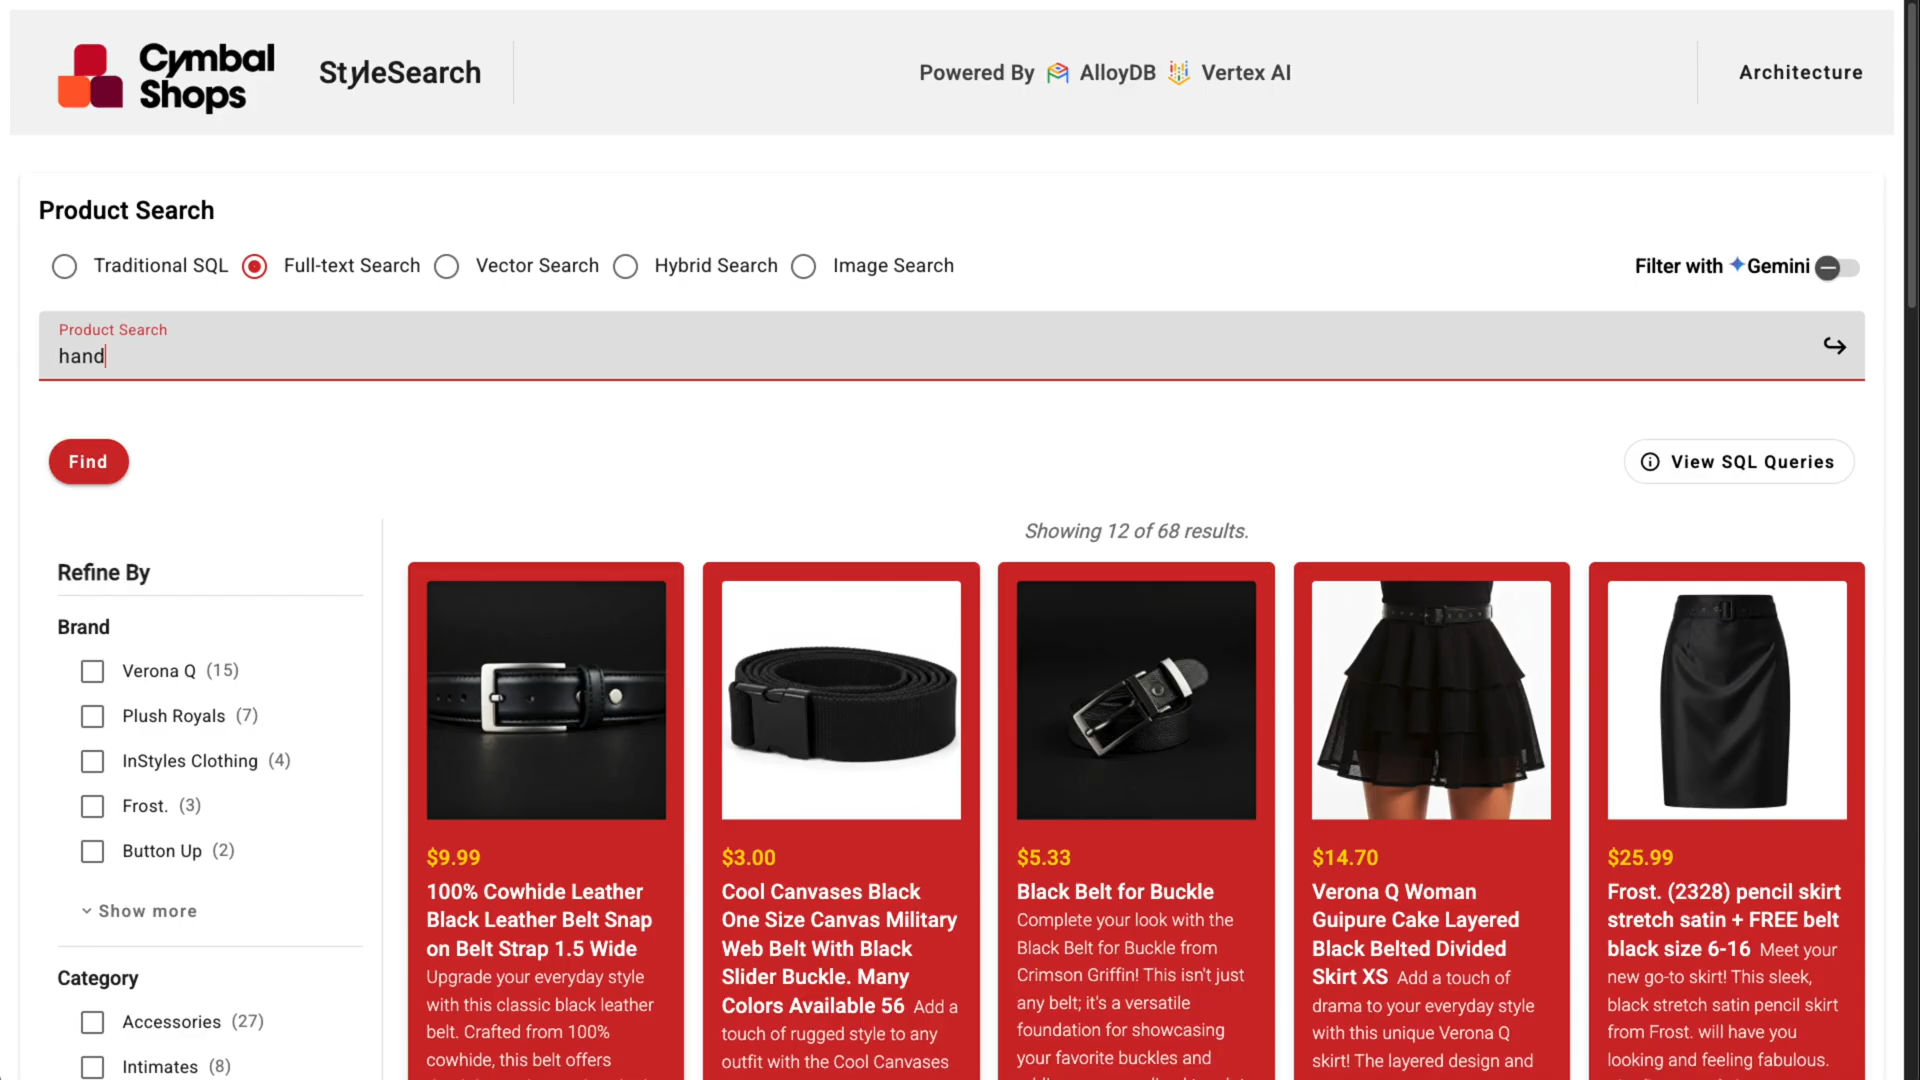 Cymbal
Shops
StyleSearch
Powered By AlloyDB Vertex AI
Architecture
Product Search
Traditional SQL Full-text Search Vector Search Hybrid Search Image Search
Filter with Gemini
Product Search
hand
Find
View SQL Queries
Showing 12 of 68 results.
Refine By
Brand
Verona Q (15)
Plush Royals (7)
InStyles Clothing (4)
Frost. (3)
Button Up (2)
Show more
Category
Accessories (27)
Intimates (8)
$9.99
100% Cowhide Leather
Black Leather Belt Snap
on Belt Strap 1.5 Wide
Upgrade your everyday style
with this classic black leather
belt. Crafted from 100%
cowhide, this belt offers
$3.00
Cool Canvases Black
One Size Canvas Military
Web Belt With Black
Slider Buckle. Many
Colors Available 56 Add a
touch of rugged style to any
outfit with the Cool Canvases
$5.33
Black Belt for Buckle
Complete your look with the
Black Belt for Buckle from
Crimson Griffin! This isn't just
any belt; it's a versatile
foundation for showcasing
your favorite buckles and
$14.70
Verona Q Woman
Guipure Cake Layered
Black Belted Divided
Skirt XS Add a touch of
drama to your everyday style
with this unique Verona Q
skirt! The layered design and
$25.99
Frost. (2328) pencil skirt
stretch satin + FREE belt
black size 6-16 Meet your
new go-to skirt! This sleek,
black stretch satin pencil skirt
from Frost. will have you
looking and feeling fabulous.